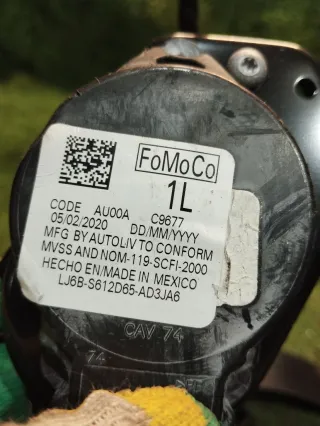 FoMoCo
1L
CODE AU00A C9677
05/02/2020 DD/MM/YYYY
MFG BY AUTOLIV TO CONFORM
MVSS AND NOM-119-SCFI-2000
HECHO EN/MADE IN MEXICO
LJ6B-S612D65-AD3JA6
CAV 74
74